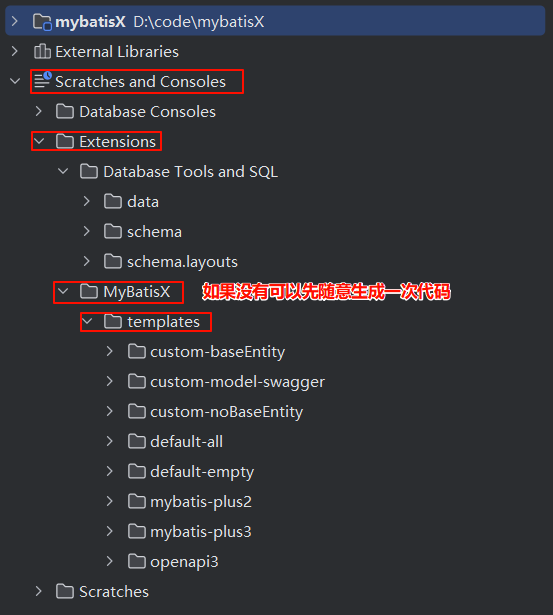 mybatisX D:\code\mybatisX
External Libraries
Scratches and Consoles
Database Consoles
Extensions
Database Tools and SQL
data
schema
schema.layouts
MyBatisX 如果没有可以先随意生成一次代码
templates
custom-baseEntity
custom-model-swagger
custom-noBaseEntity
default-all
default-empty
mybatis-plus2
mybatis-plus3
openapi3
Scratches